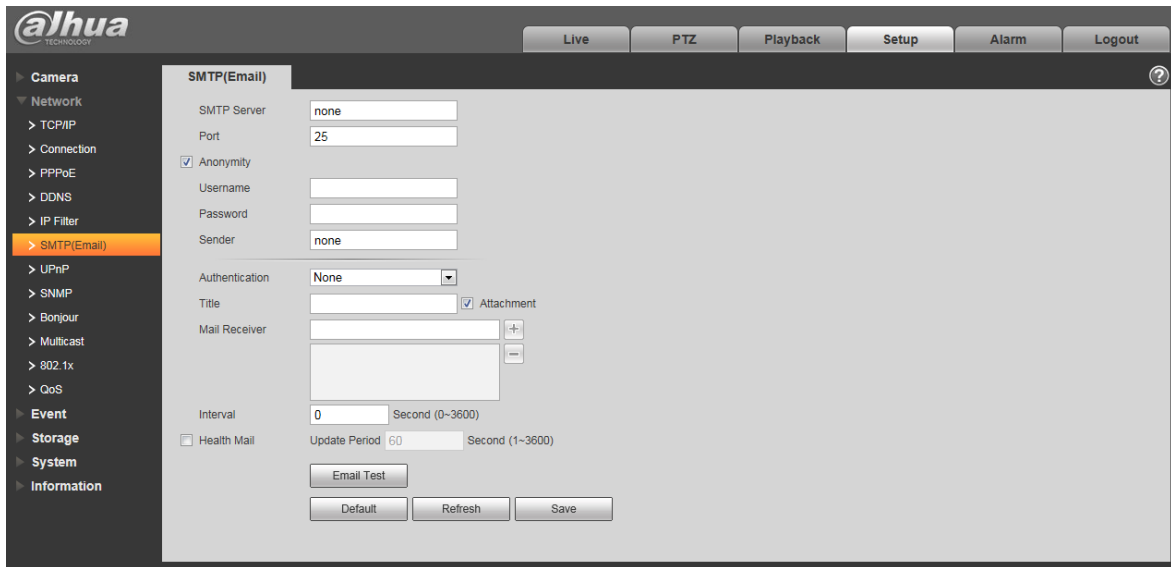 alhua
TECHNOLOGY
Live
PTZ
Playback
Setup
Alarm
Logout
Camera
Network
> TCP/IP
> Connection
> PPPoE
> DDNS
> IP Filter
> SMTP(Email)
> UPnP
> SNMP
> Bonjour
> Multicast
> 802.1x
> QoS
Event
Storage
System
Information
SMTP(Email)
?
SMTP Server none
Port 25
Anonymity
Username
Password
Sender none
Authentication None
Title Attachment
Mail Receiver
Interval 0 Second (0~3600)
Health Mail Update Period 60 Second (1~3600)
Email Test
Default Refresh Save